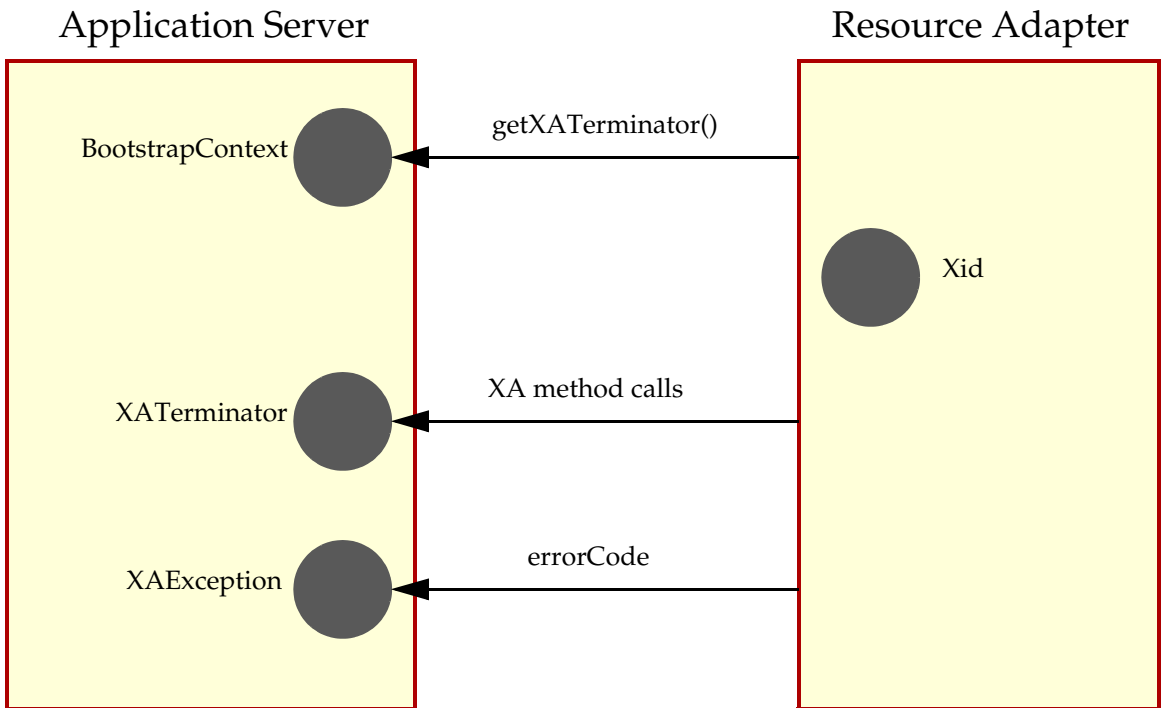 Application Server
Resource Adapter
getXATerminator()
BootstrapContext
Xid
XA method calls
XATerminator
errorCode
XAException